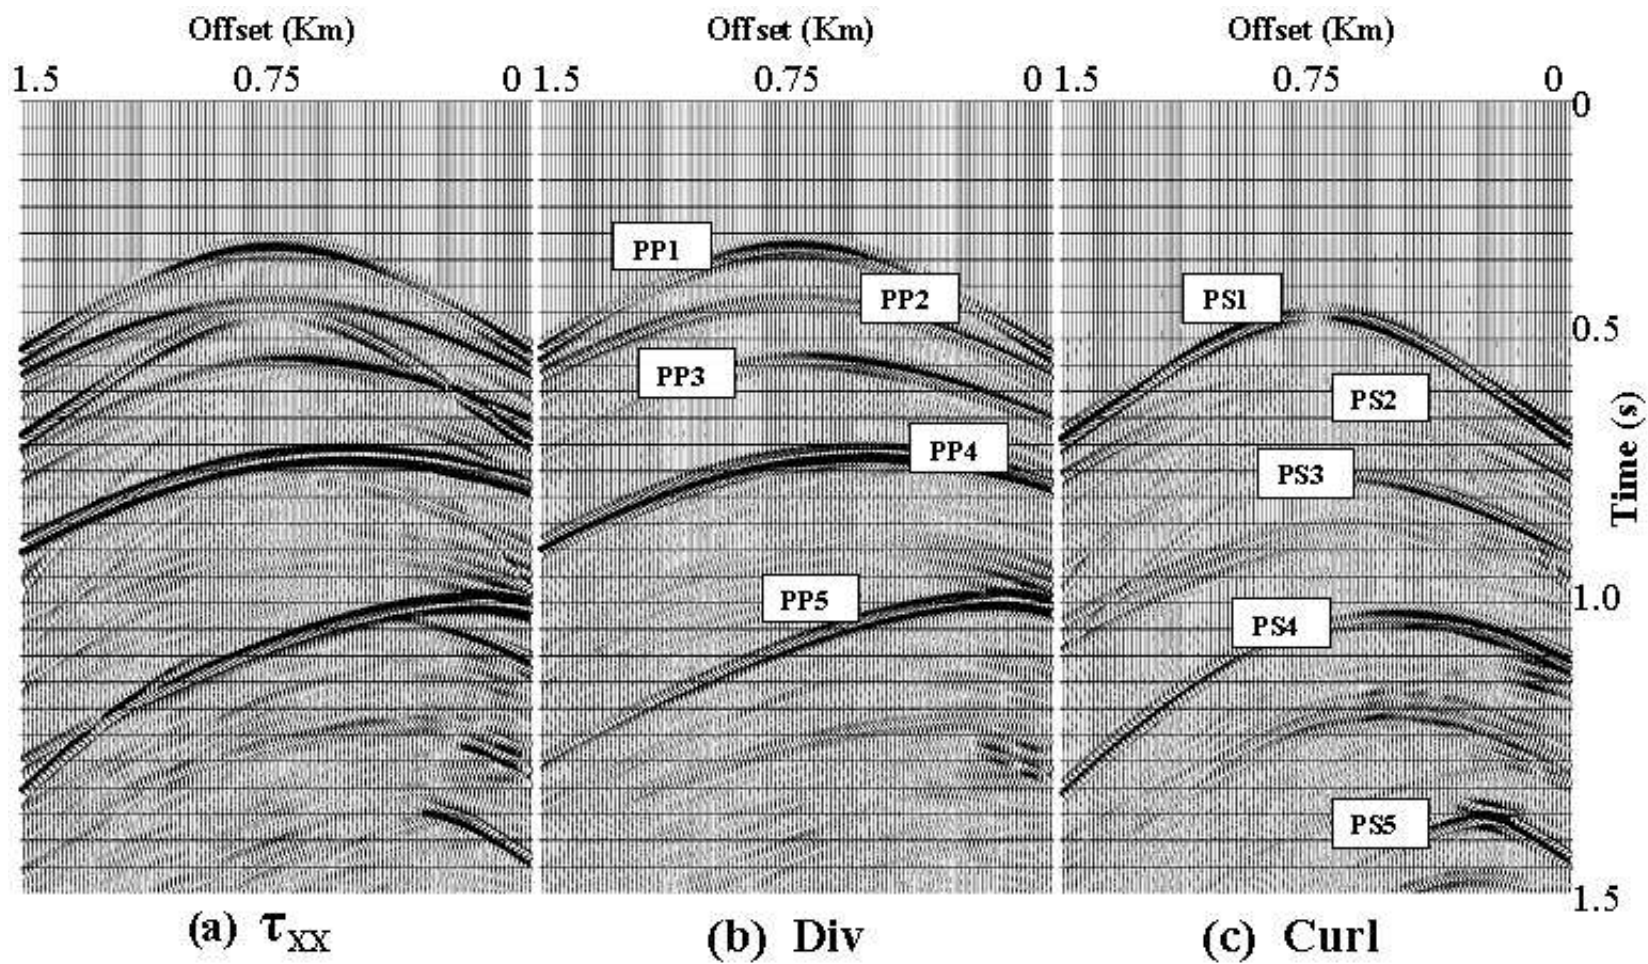 Offset (Km) Offset (Km) Offset (Km)
1.5 0.75 0 1.5 0.75 0 1.5 0.75 0
0
PP1
PP2
PS1
0.5
PP3
PS2
PP4
PS3
Time (s)
PP5
1.0
PS4
PS5
1.5
(a) τXX (b) Div (c) Curl